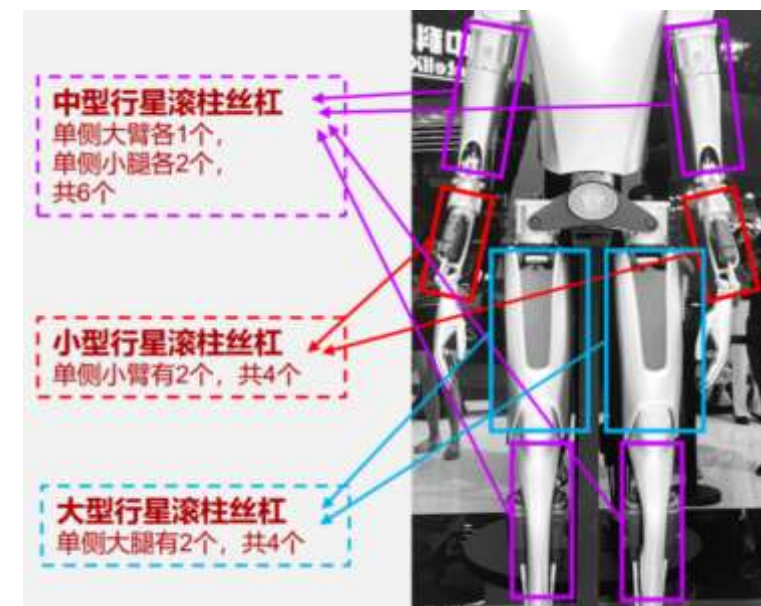 中型行星滚柱丝杠
单侧大臂各1个，
单侧小腿各2个，
共6个
小型行星滚柱丝杠
单侧小臂有2个，共4个
大型行星滚柱丝杠
单侧大腿有2个，共4个